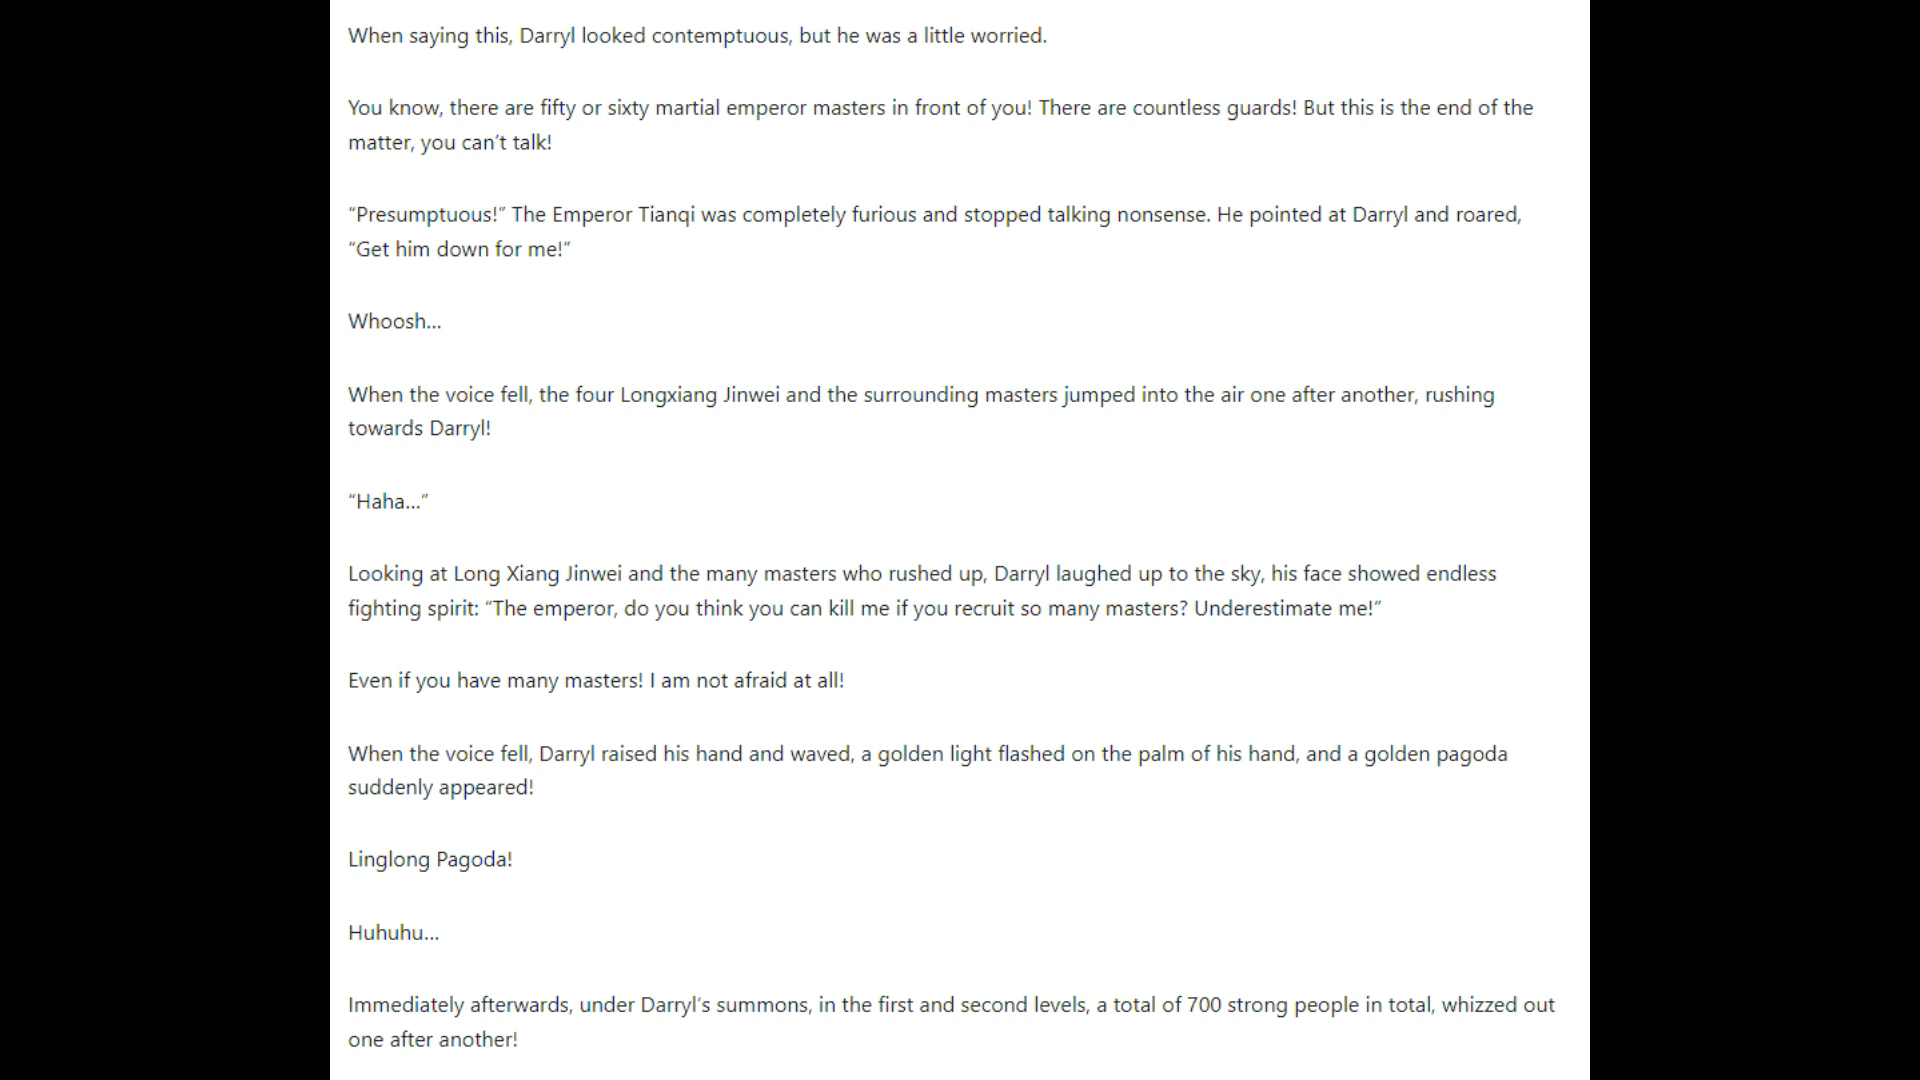 When saying this, Darryl looked contemptuous, but he was a little worried.
You know, there are fifty or sixty martial emperor masters in front of you! There are countless guards! But this is the end of the
matter, you can’t talk!
“Presumptuous!” The Emperor Tianqi was completely furious and stopped talking nonsense. He pointed at Darryl and roared,
“Get him down for me!”
Whoosh…
When the voice fell, the four Longxiang Jinwei and the surrounding masters jumped into the air one after another, rushing
towards Darryl!
“Haha…”
Looking at Long Xiang Jinwei and the many masters who rushed up, Darryl laughed up to the sky, his face showed endless
fighting spirit: “The emperor, do you think you can kill me if you recruit so many masters? Underestimate me!”
Even if you have many masters! I am not afraid at all!
When the voice fell, Darryl raised his hand and waved, a golden light flashed on the palm of his hand, and a golden pagoda
suddenly appeared!
Linglong Pagoda!
Huhuhu…
Immediately afterwards, under Darryl’s summons, in the first and second levels, a total of 700 strong people in total, whizzed out
one after another!